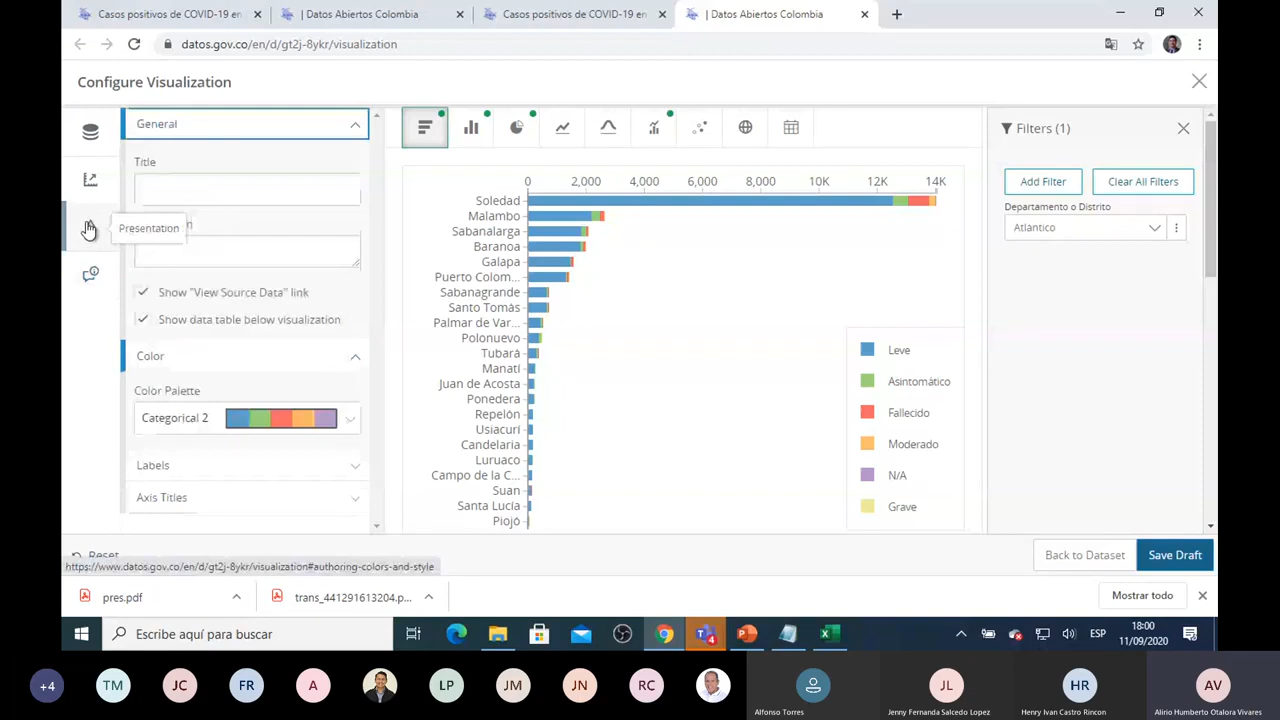 Casos positivos de COVID-19 en
| Datos Abiertos Colombia
Casos positivos de COVID-19 en
| Datos Abiertos Colombia
datos.gov.co/en/d/gt2j-8ykr/visualization
Configure Visualization
General
Title
Presentation
n
Show "View Source Data" link
Show data table below visualization
Color
Color Palette
Categorical 2
Labels
Axis Titles
0
2,000
4,000
6,000
8,000
10K
12K
14K
Soledad
Malambo
Sabanalarga
Baranoa
Galapa
Puerto Colom...
Sabanagrande
Santo Tomás
Palmar de Var...
Polonuevo
Tubará
Manatí
Juan de Acosta
Ponedera
Repelón
Usiacurí
Candelaria
Luruaco
Campo de la C...
Suan
Santa Lucía
Piojó
Leve
Asintomático
Fallecido
Moderado
N/A
Grave
Filters (1)
Add Filter
Clear All Filters
Departamento o Distrito
Atlántico
Reset
Back to Dataset
Save Draft
https://www.datos.gov.co/en/d/gt2j-8ykr/visualization#authoring-colors-and-style
pres.pdf
trans_441291613204.p...
Mostrar todo
Escribe aquí para buscar
4
ESP
18:00
11/09/2020
+4
TM
JC
FR
A
LP
JM
JN
RC
JL
HR
AV
Alfonso Torres
Jenny Fernanda Salcedo Lopez
Henry Ivan Castro Rincon
Alirio Humberto Otalora Vivares